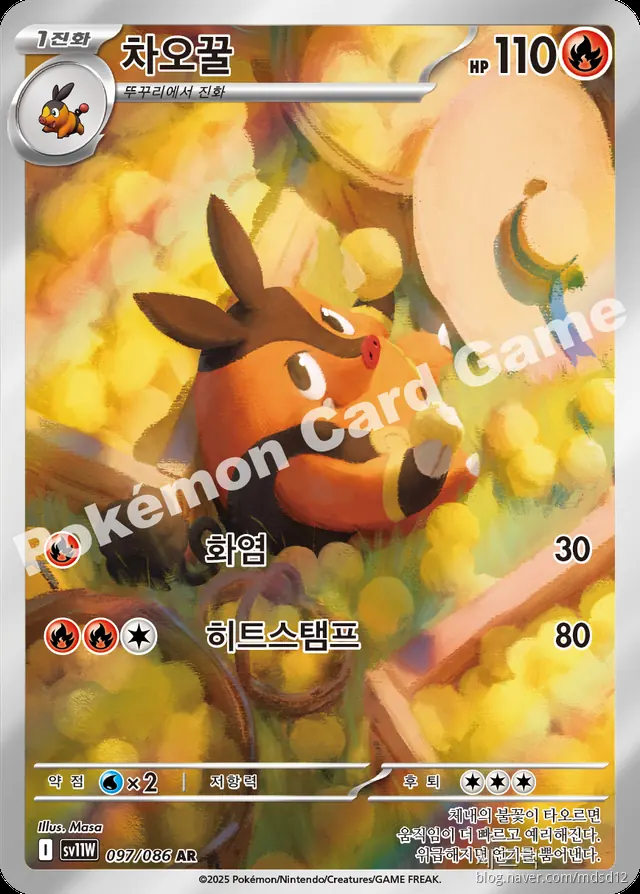 1진화
차오꿀
HP 110
뚜꾸리에서 진화
Pokémon Card Game
화염 30
히트스탬프 80
약점 ×2 저항력 후퇴
Illus. Masa
I sv11W 097/086 AR
체내의 불꽃이 타오르면
움직임이 더 빠르고 예리해진다.
위급해지면 연기를 뿜어낸다.
©2025 Pokémon/Nintendo/Creatures/GAME FREAK.
blog.naver.com/mdsd12